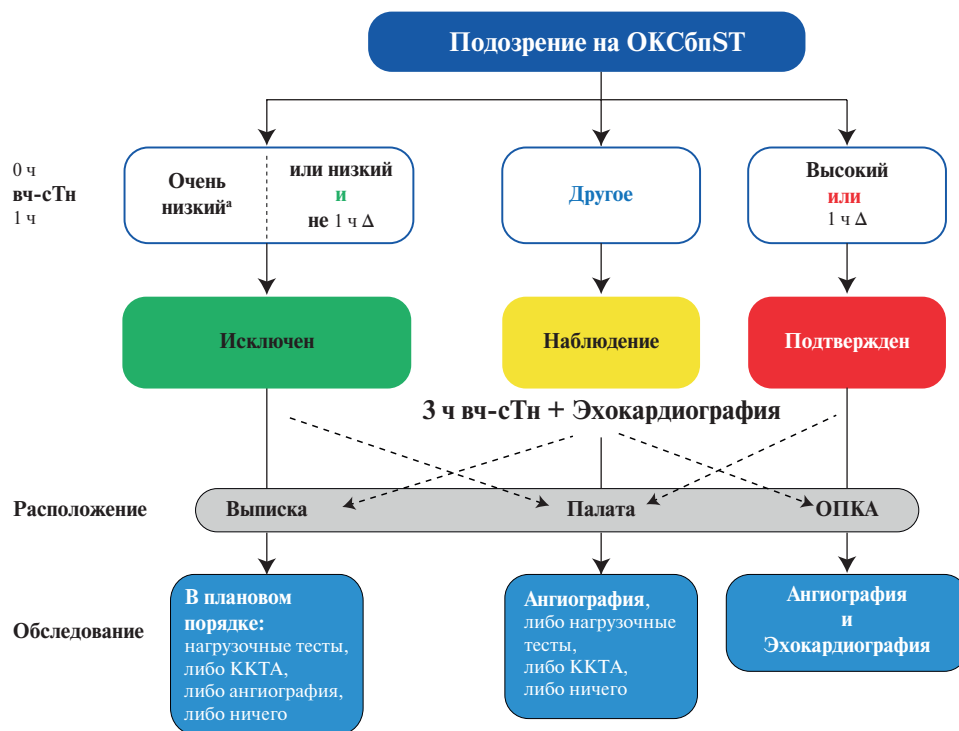 Подозрение на ОКСбпST
0 ч
вч-сТн
1 ч
Очень
низкийᵃ
или низкий
и
не 1 ч Δ
Другое
Высокий
или
1 ч Δ
Исключен
Наблюдение
Подтвержден
3 ч вч-сТн + Эхокардиография
Расположение
Выписка
Палата
ОПКА
Обследование
В плановом
порядке:
нагрузочные тесты,
либо ККТА,
либо ангиография,
либо ничего
Ангиография,
либо нагрузочные
тесты,
либо ККТА,
либо ничего
Ангиография
и
Эхокардиография